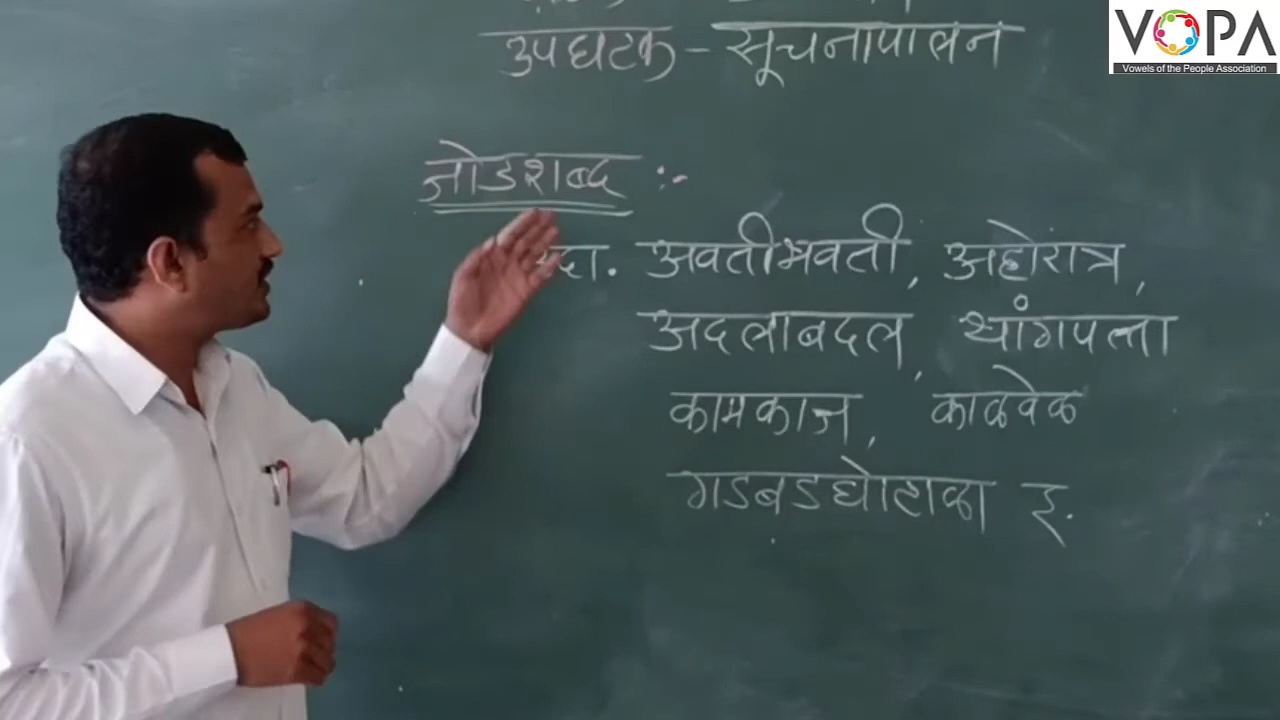 VOPA
Vowels of the People Association
उपघटक - सूचनापालन
जोडशब्द :-
अवतीभवती, अहोरात्र,
अदलाबदल, थांगपत्ता
कामकाज, काळवेळ
गडबडघोटाळा इ.